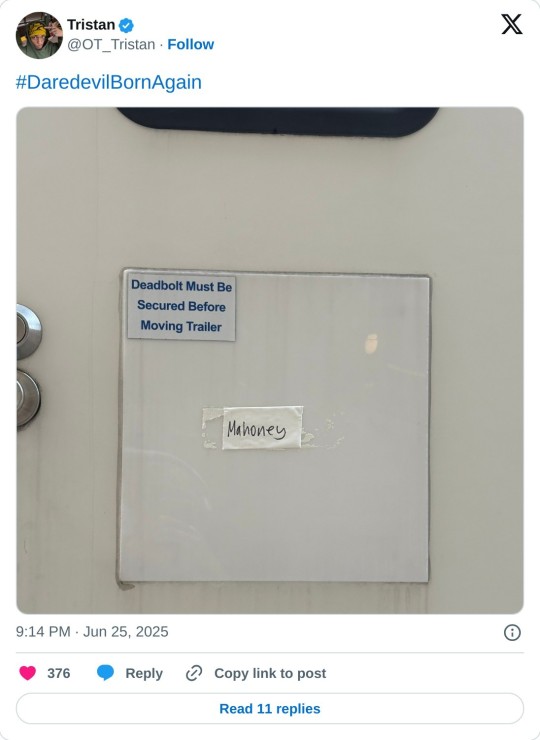 Tristan
@OT_Tristan · Follow
#DaredevilBornAgain
Deadbolt Must Be
Secured Before
Moving Trailer
Mahoney
9:14 PM · Jun 25, 2025
376 Reply Copy link to post
Read 11 replies